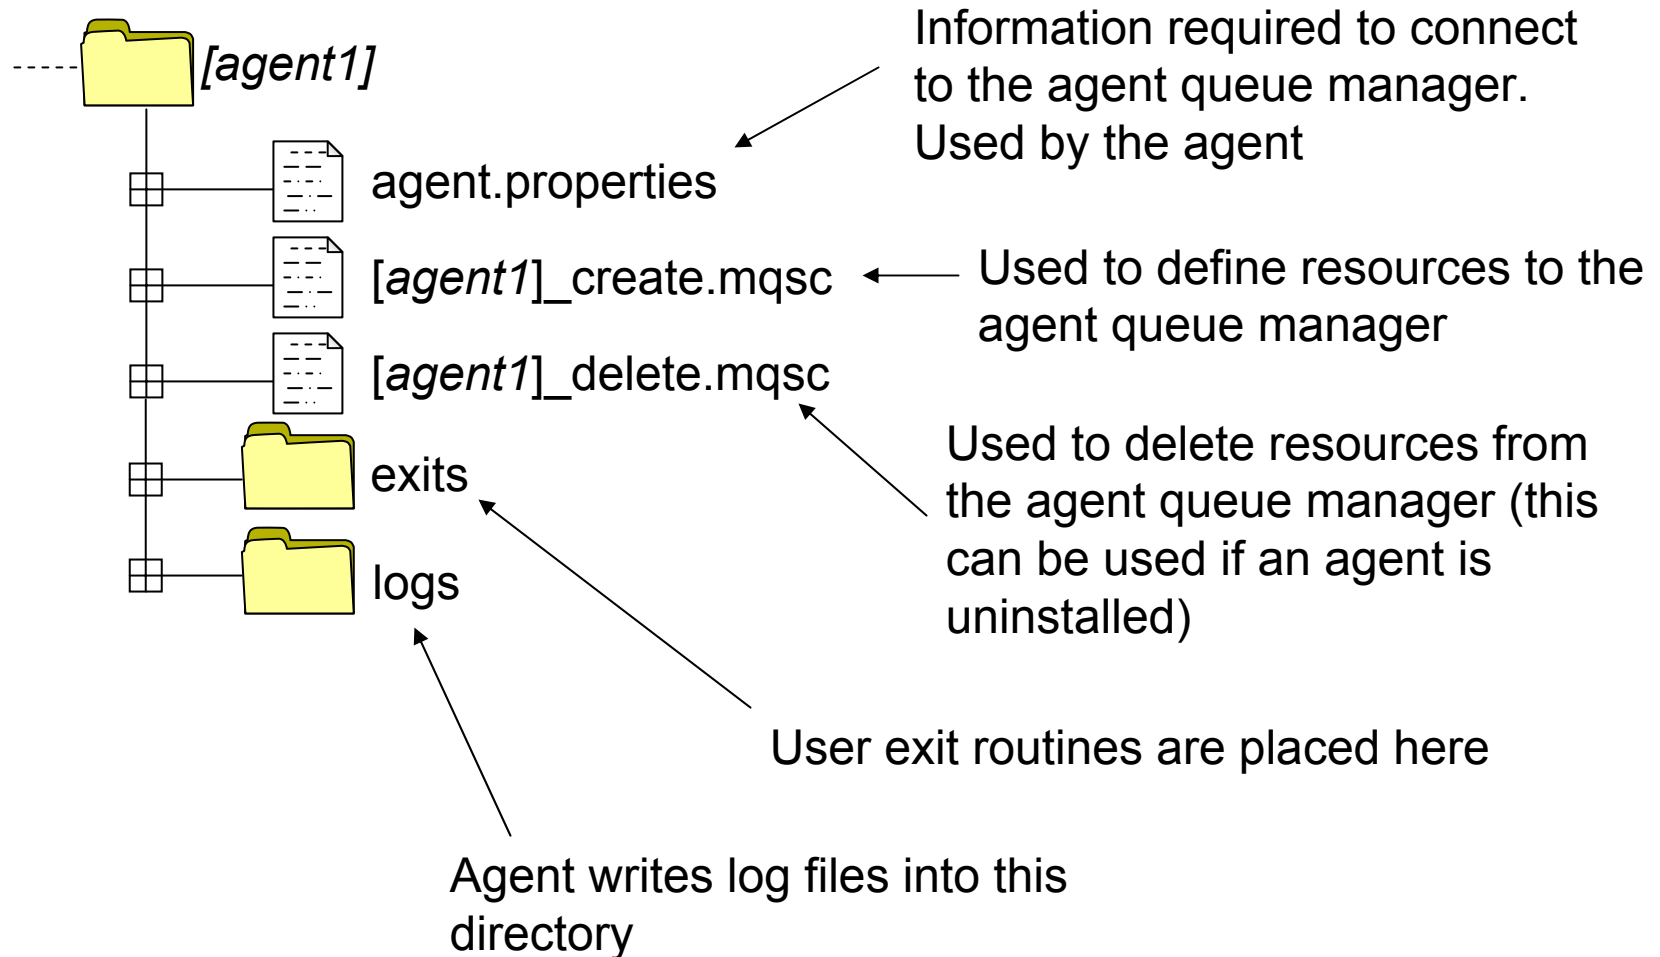 [agent1]
Information required to connect
to the agent queue manager.
Used by the agent
agent.properties
[agent1]_create.mqsc
Used to define resources to the
agent queue manager
[agent1]_delete.mqsc
Used to delete resources from
the agent queue manager (this
can be used if an agent is
uninstalled)
exits
logs
User exit routines are placed here
Agent writes log files into this
directory